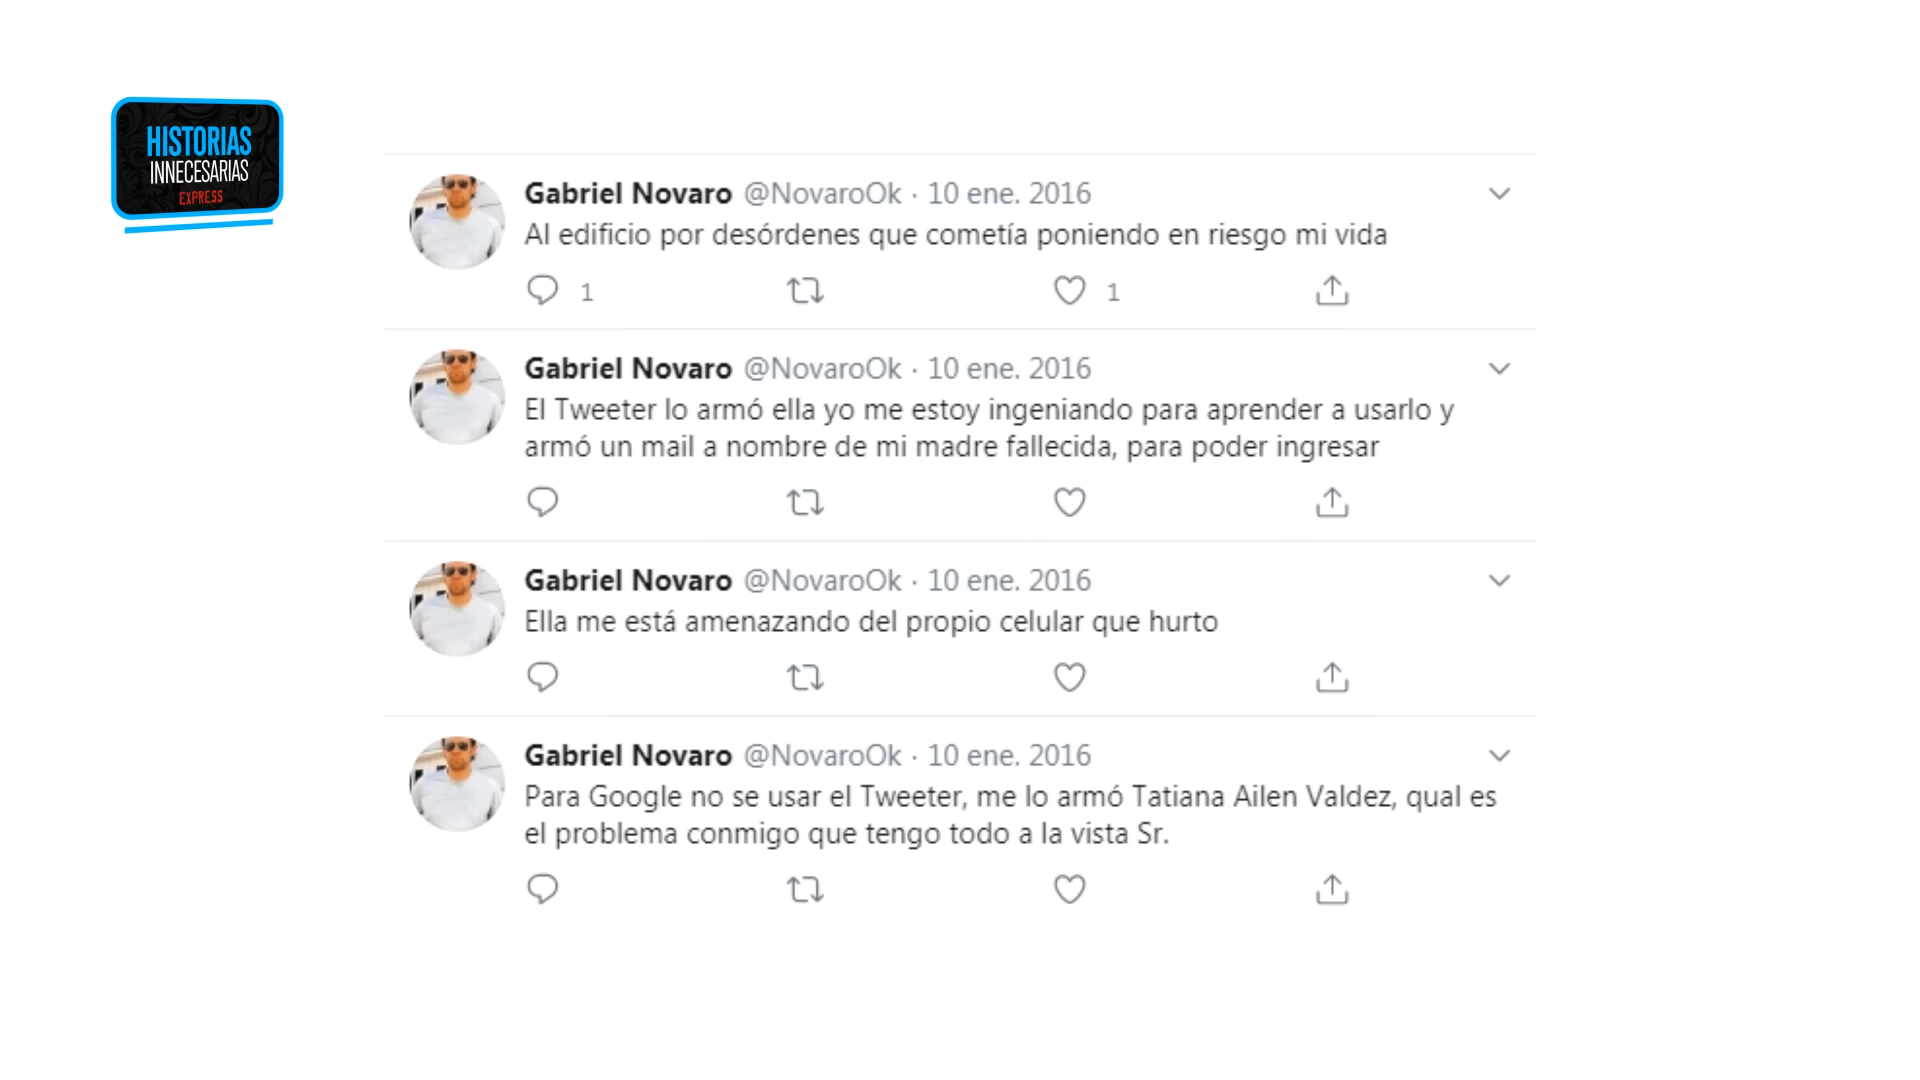 HISTORIAS
INNECESARIAS
EXPRESS
Gabriel Novaro @NovaroOk · 10 ene. 2016
Al edificio por desórdenes que cometía poniendo en riesgo mi vida
1 1
Gabriel Novaro @NovaroOk · 10 ene. 2016
El Tweeter lo armó ella yo me estoy ingeniando para aprender a usarlo y
armó un mail a nombre de mi madre fallecida, para poder ingresar
Gabriel Novaro @NovaroOk · 10 ene. 2016
Ella me está amenazando del propio celular que hurto
Gabriel Novaro @NovaroOk · 10 ene. 2016
Para Google no se usar el Tweeter, me lo armó Tatiana Ailen Valdez, qual es
el problema conmigo que tengo todo a la vista Sr.